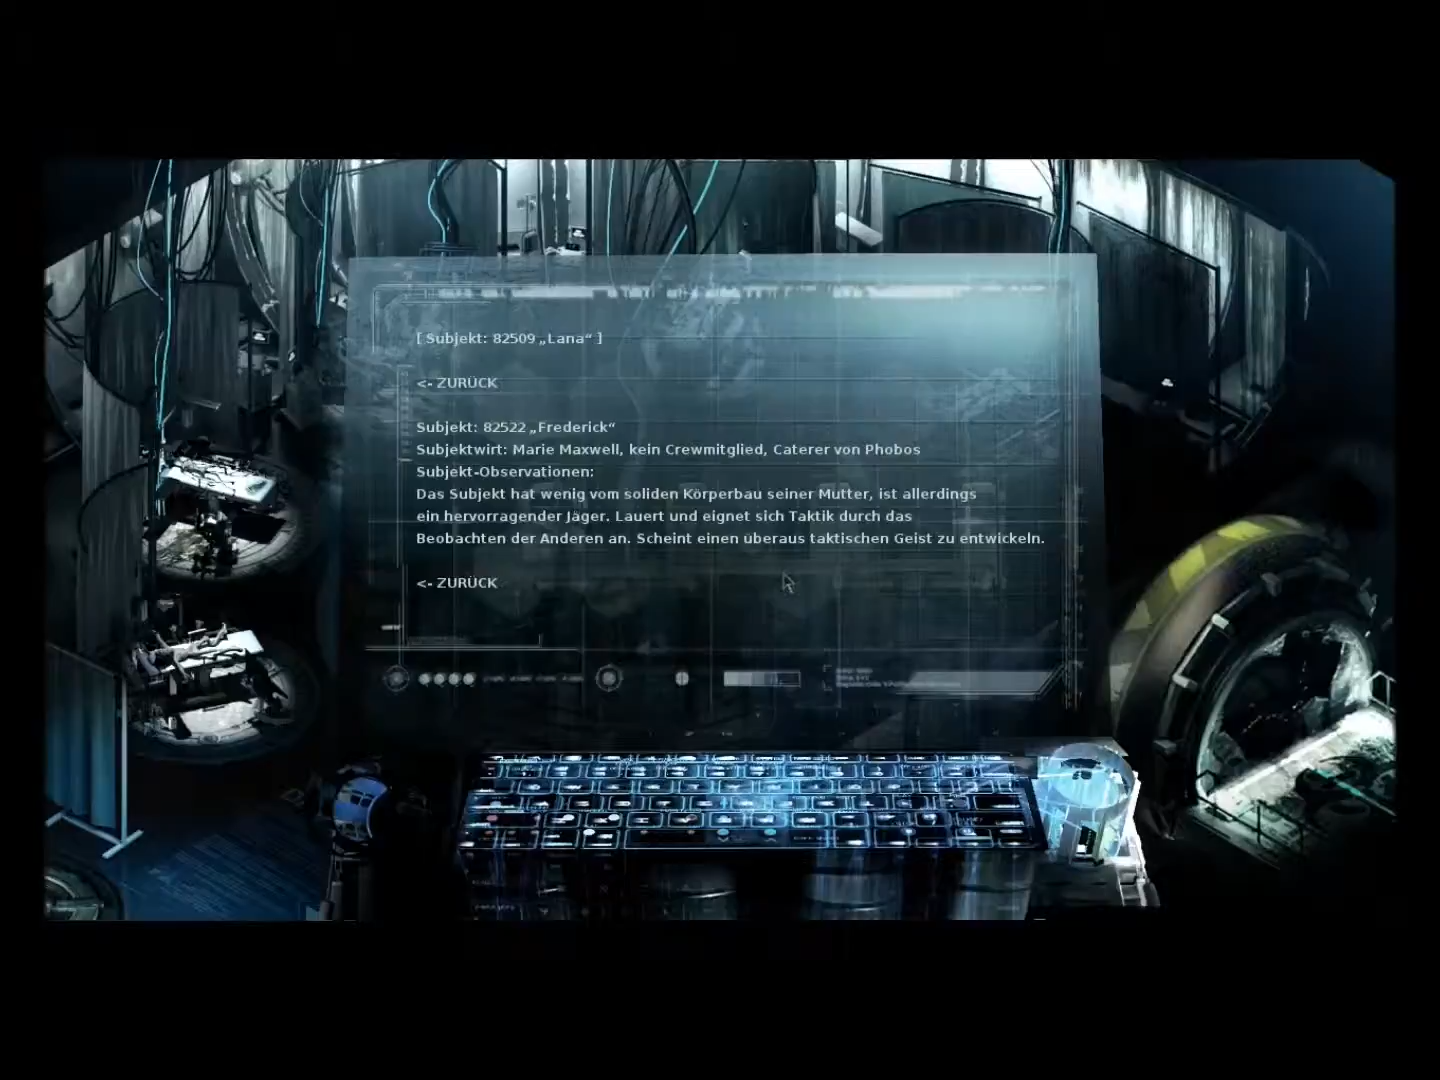 [ Subjekt: 82509 „Lana“ ]
<- ZURÜCK
Subjekt: 82522 „Frederick“
Subjektwirt: Marie Maxwell, kein Crewmitglied, Caterer von Phobos
Subjekt-Observationen:
Das Subjekt hat wenig vom soliden Körperbau seiner Mutter, ist allerdings
ein hervorragender Jäger. Lauert und eignet sich Taktik durch das
Beobachten der Anderen an. Scheint einen überaus taktischen Geist zu entwickeln.
<- ZURÜCK